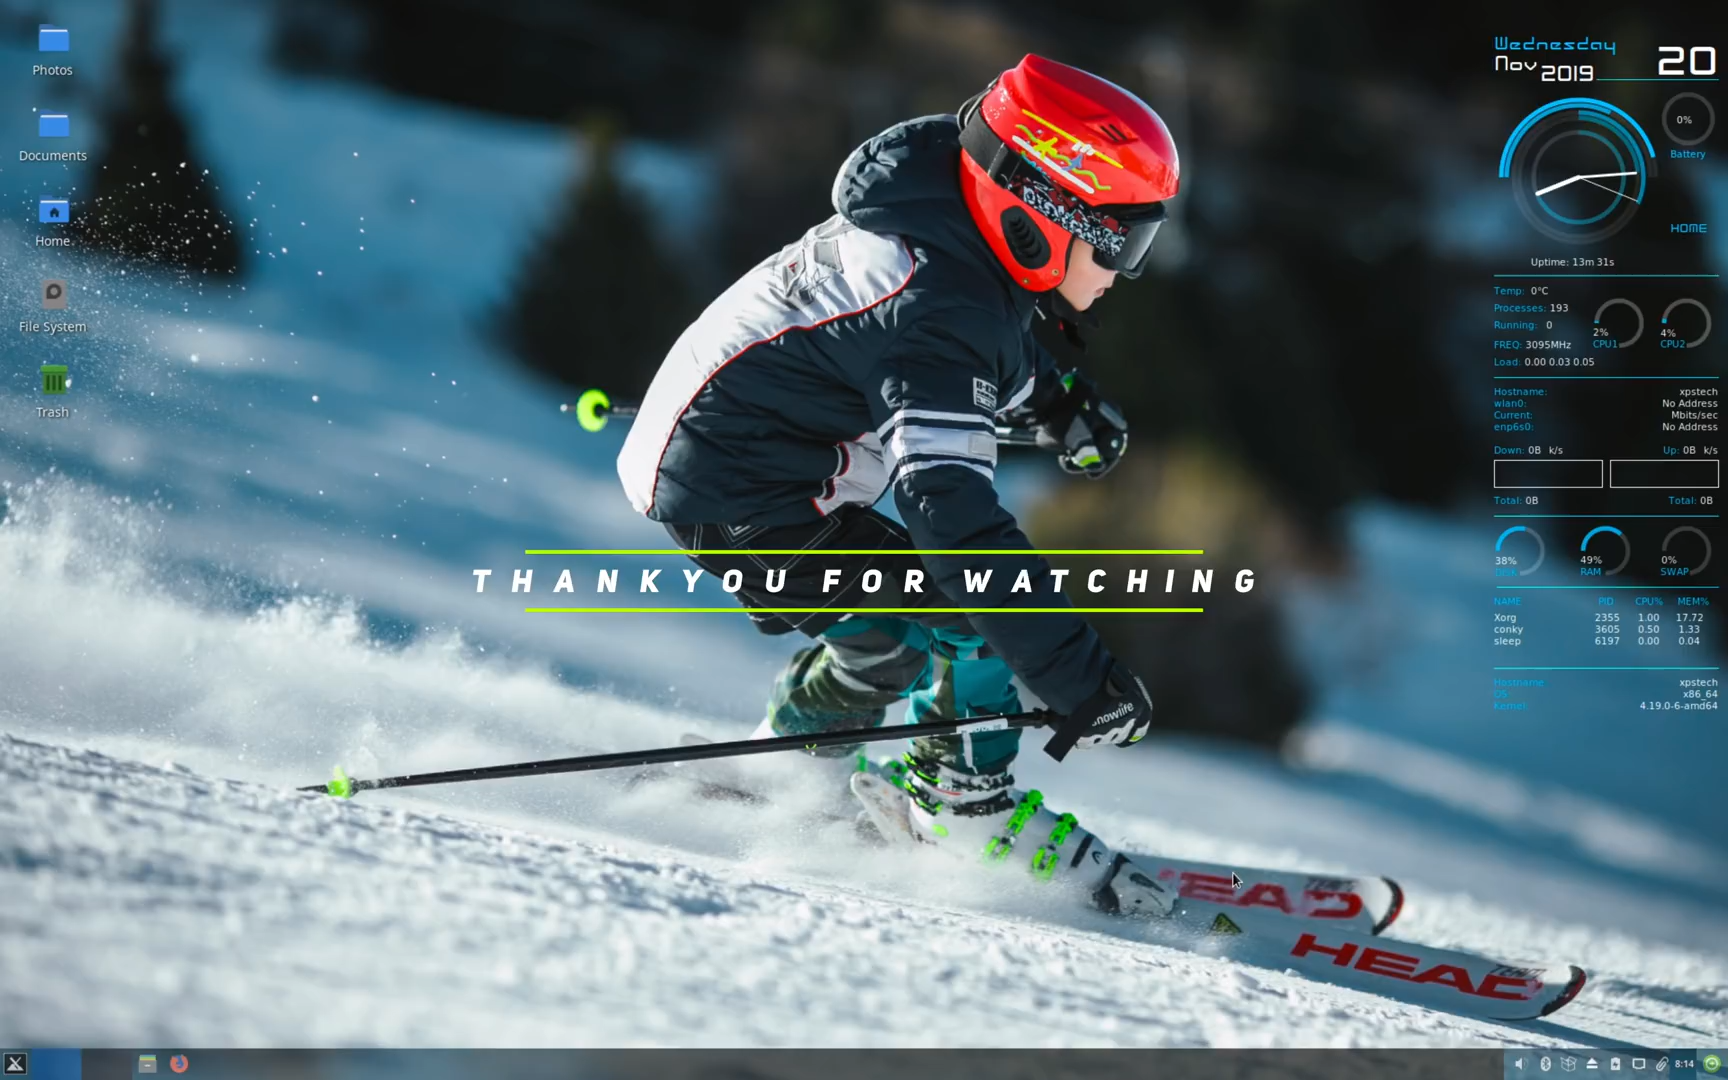 Photos
Documents
Home
File System
Trash
Wednesday
Nov 2019 20
0%
Battery
HOME
Uptime: 13m 31s
Temp: 0°C
Processes: 193
Running: 0
FREQ: 3095MHz
Load: 0.00 0.03 0.05
2% CPU1
4% CPU2
Hostname: xpstech
wlan0: No Address
Current: Mbits/sec
enp6s0: No Address
Down: 0B k/s Up: 0B k/s
Total: 0B Total: 0B
38% 49% 0%
RAM SWAP
NAME PID CPU% MEM%
Xorg 2355 1.00 17.72
conky 3605 0.50 1.33
sleep 6197 0.00 0.04
Hostname: xpstech
OS: x86_64
Kernel: 4.19.0-6-amd64
THANKYOU FOR WATCHING
snowlife
EAD
HEAD
8:14